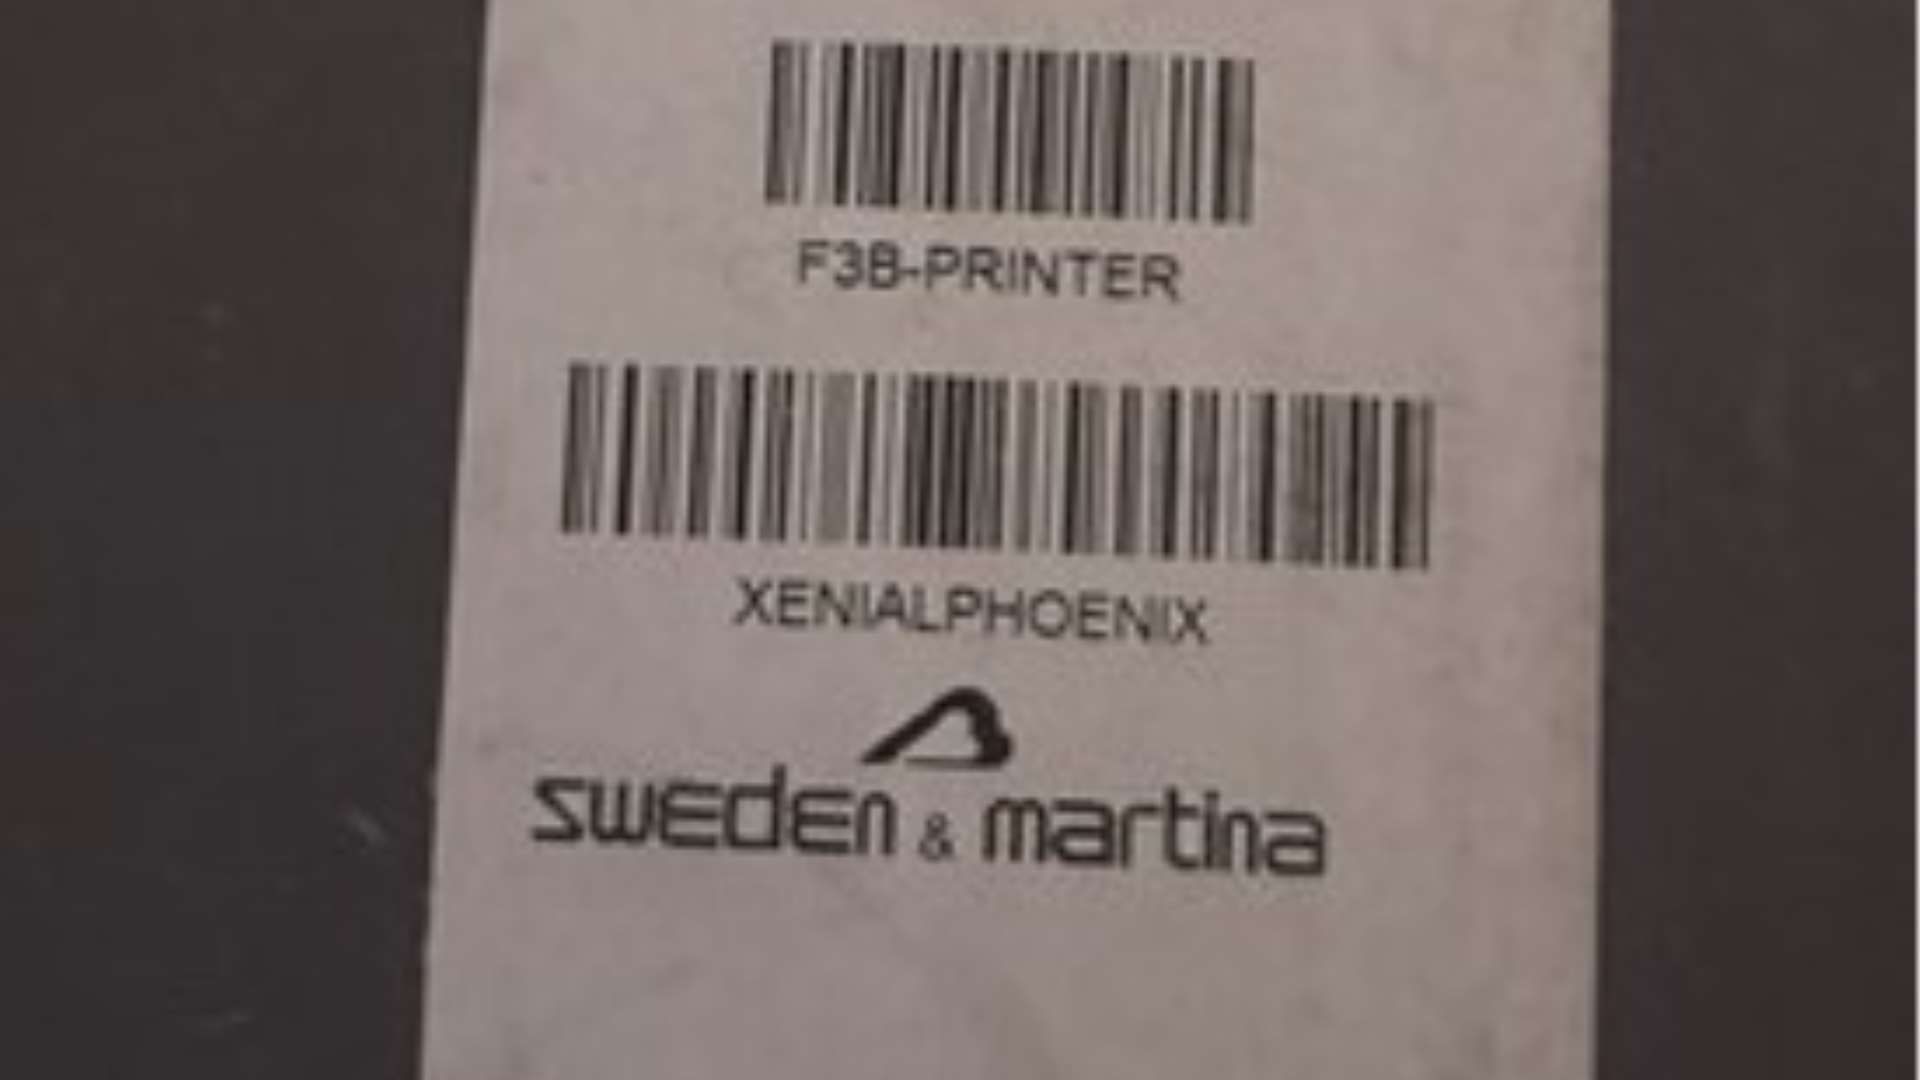 F3B-PRINTER
XENIALPHOENIX
sweden & martina